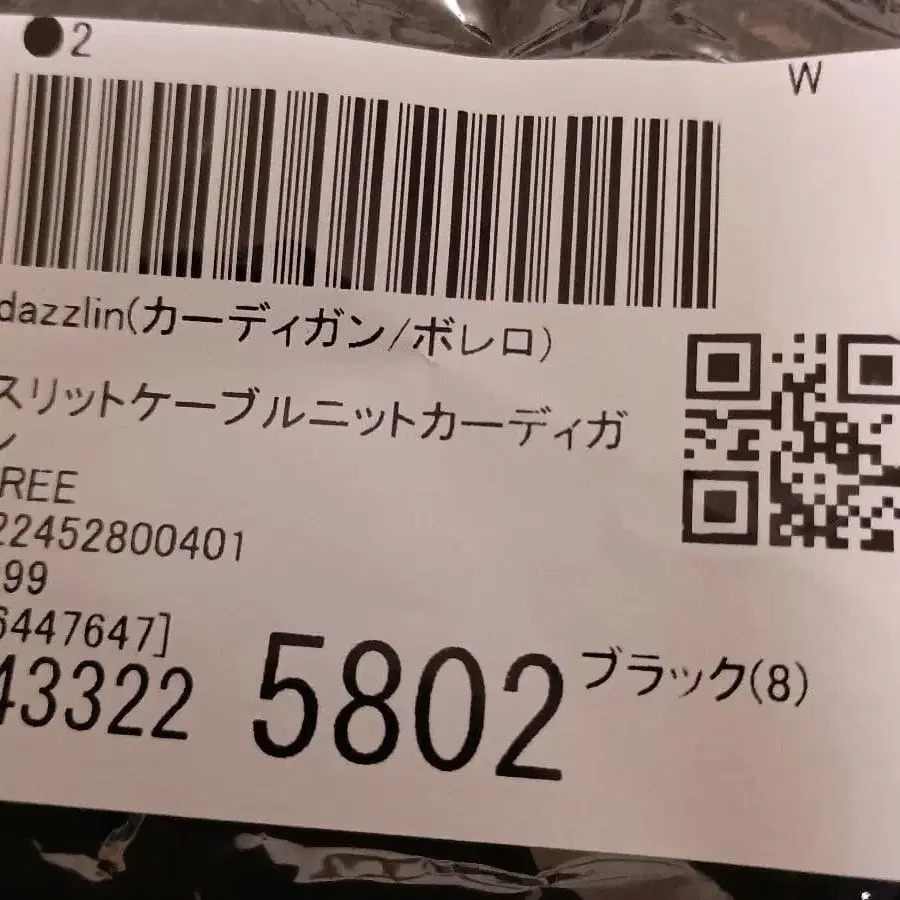 ●2
W
dazzlin(カーディガン/ボレロ)
スリットケーブルニットカーディガ
ン
REE
22452800401
99
6447647]
43322 5802 ブラック(8)